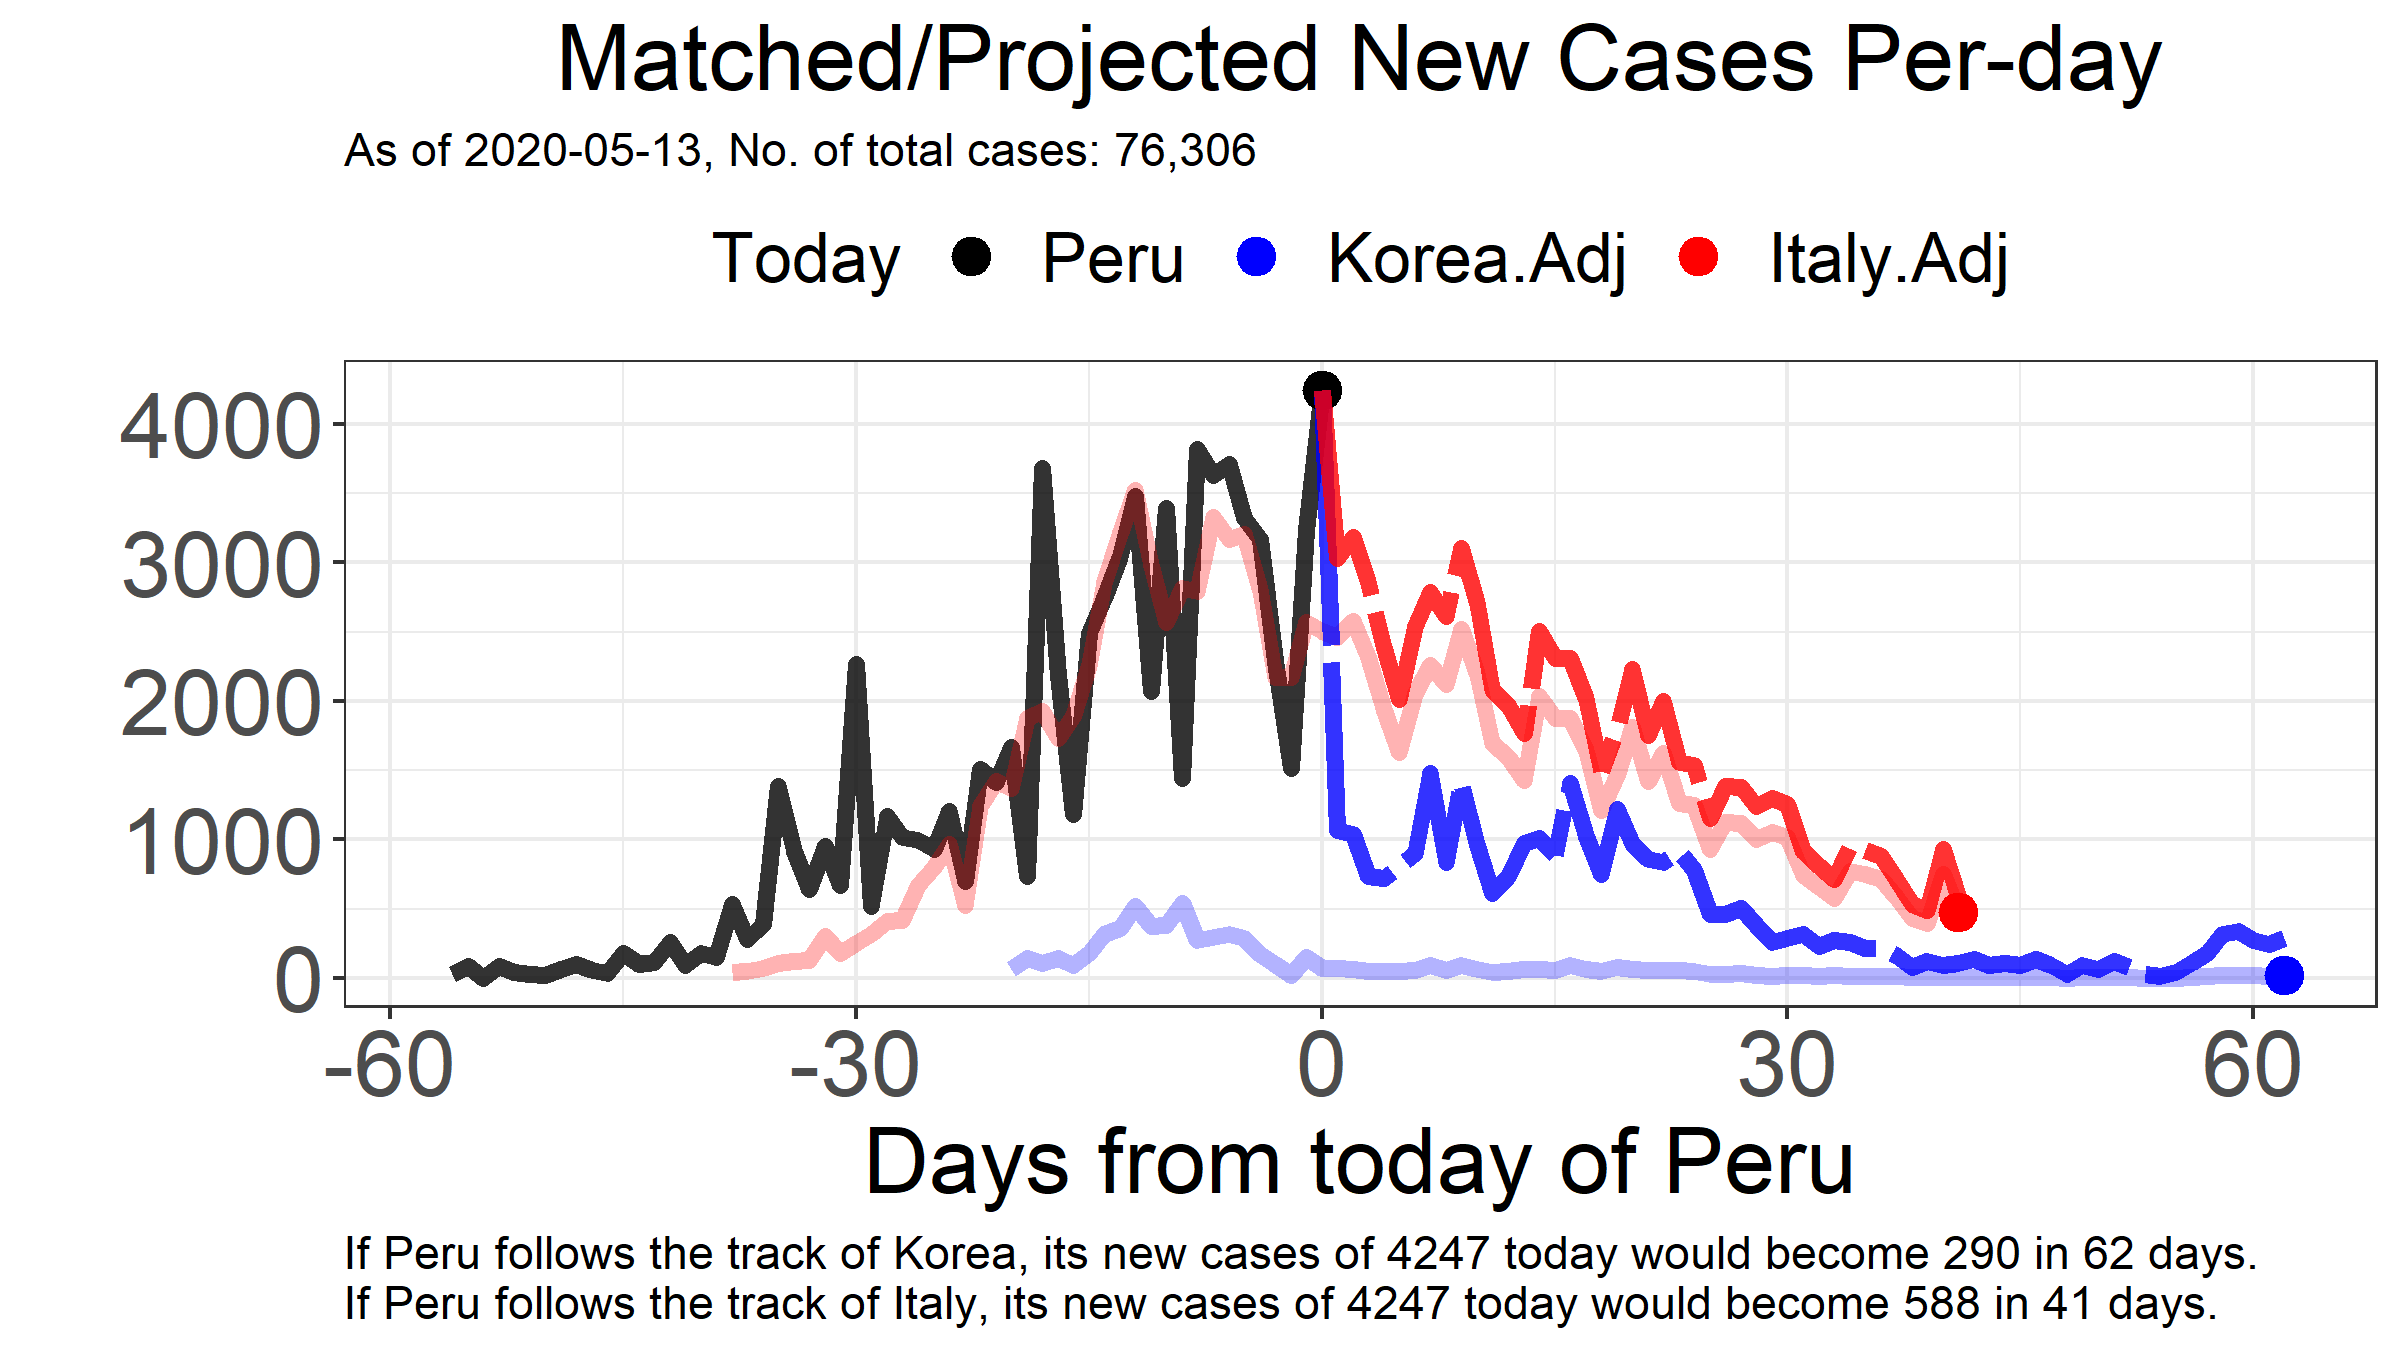 Matched/Projected New Cases Per-day
As of 2020-05-13, No. of total cases: 76,306
Today Peru Korea.Adj Italy.Adj
4000
3000
2000
1000
0
-60 -30 0 30 60
Days from today of Peru
If Peru follows the track of Korea, its new cases of 4247 today would become 290 in 62 days.
If Peru follows the track of Italy, its new cases of 4247 today would become 588 in 41 days.